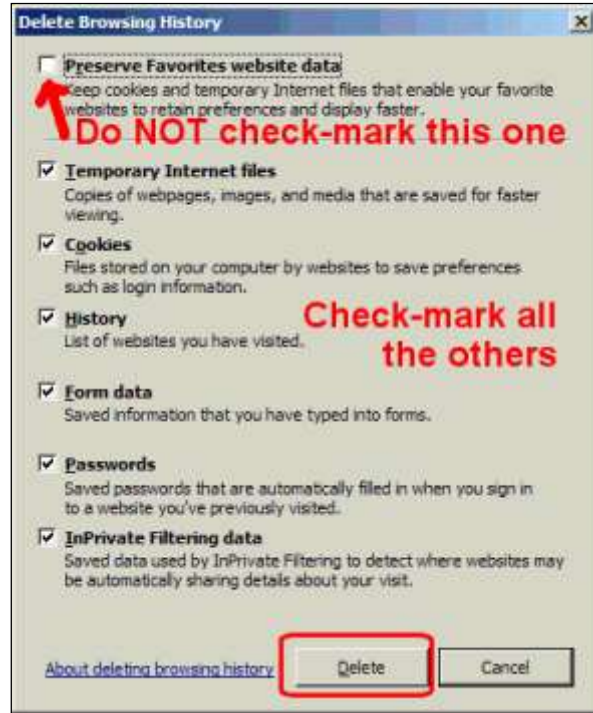 Delete Browsing History
Preserve Favorites website data
Keep cookies and temporary Internet files that enable your favorite
websites to retain preferences and display faster.
Do NOT check-mark this one
Temporary Internet files
Copies of webpages, images, and media that are saved for faster
viewing.
Cookies
Files stored on your computer by websites to save preferences
such as login information.
History
List of websites you have visited.
Check-mark all
the others
Form data
Saved information that you have typed into forms.
Passwords
Saved passwords that are automatically filled in when you sign in
to a website you've previously visited.
InPrivate Filtering data
Saved data used by InPrivate Filtering to detect where websites may
be automatically sharing details about your visit.
About deleting browsing history
Delete
Cancel